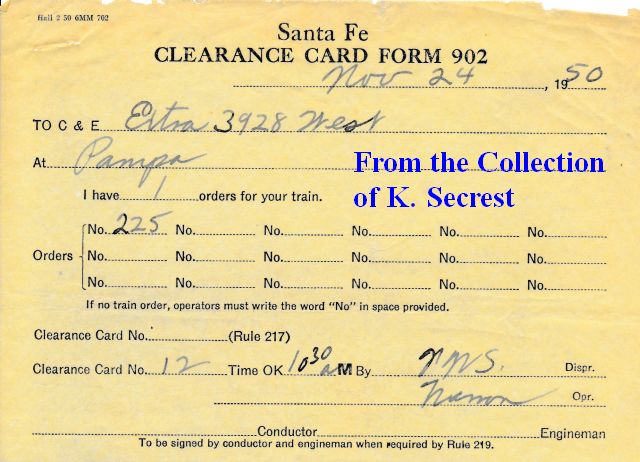 Hall 2 50 6MM 702
Santa Fe
CLEARANCE CARD FORM 902
Nov 24, 1950
TO C & E Extra 3928 West
At Pampa
From the Collection
of K. Secrest
I have 1 orders for your train.
No. 225 No. No. No. No. No.
Orders No. No. No. No. No. No.
No. No. No. No. No. No.
If no train order, operators must write the word "No" in space provided.
Clearance Card No. (Rule 217)
Clearance Card No. 12 Time OK 1030 aM By Dispr.
Opr.
Conductor Engineman
To be signed by conductor and engineman when required by Rule 219.